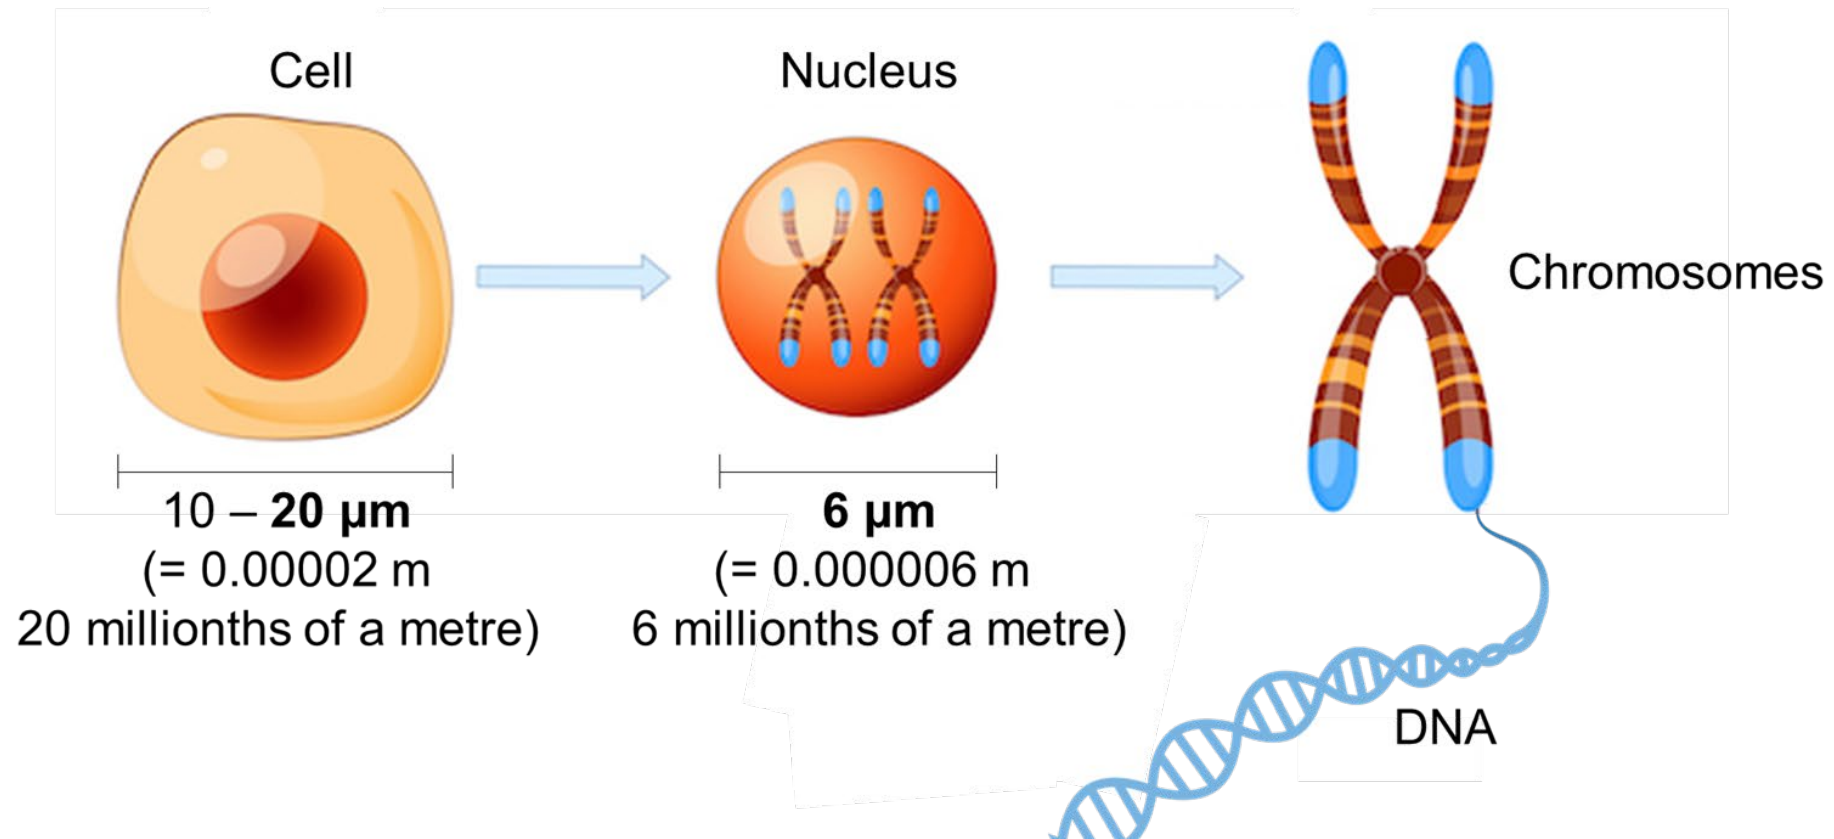 Cell
Nucleus
Chromosomes
10 – 20 µm
(= 0.00002 m
20 millionths of a metre)
6 µm
(= 0.000006 m
6 millionths of a metre)
DNA